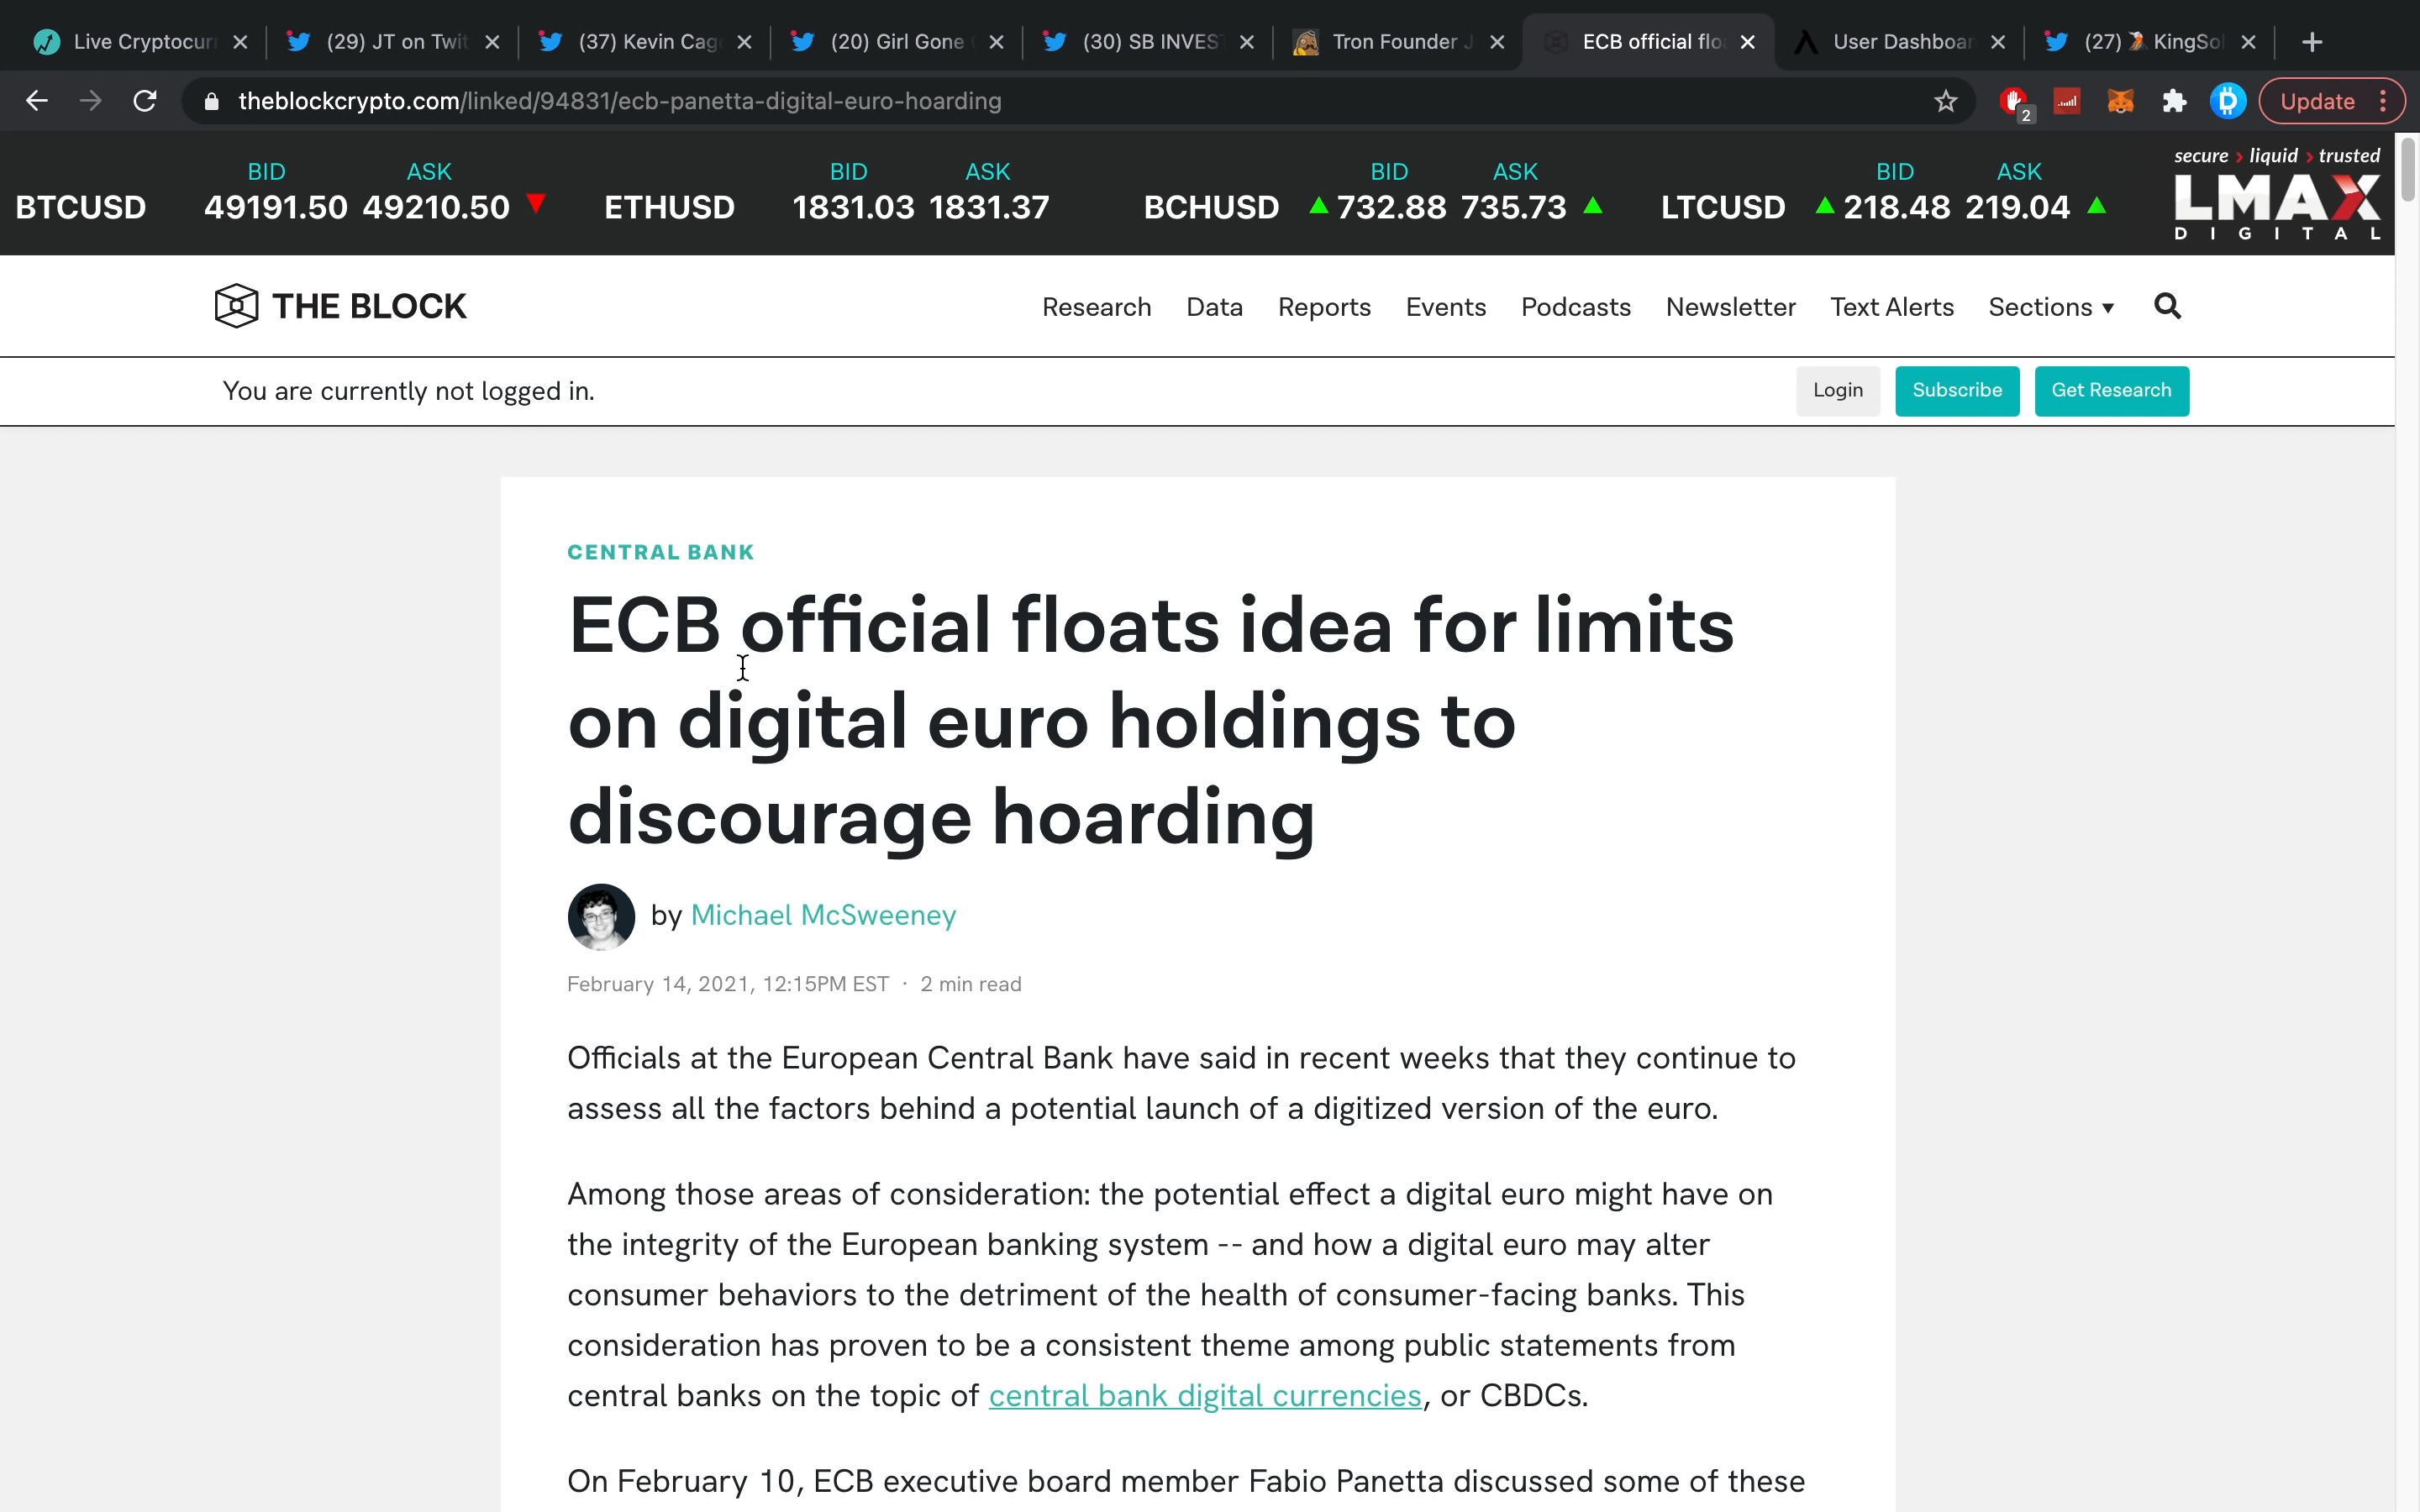 Live Cryptocurr (29) JT on Twit (37) Kevin Cag (20) Girl Gone (30) SB INVEST Tron Founder J ECB official flo User Dashboar (27) KingSol
theblockcrypto.com/linked/94831/ecb-panetta-digital-euro-hoarding 2 Update
BID ASK BID ASK BID ASK BID ASK secure › liquid › trusted
BTCUSD 49191.50 49210.50 ETHUSD 1831.03 1831.37 BCHUSD 732.88 735.73 LTCUSD 218.48 219.04 LMAX
DIGITAL
THE BLOCK Research Data Reports Events Podcasts Newsletter Text Alerts Sections
You are currently not logged in. Login Subscribe Get Research
CENTRAL BANK
ECB official floats idea for limits
on digital euro holdings to
discourage hoarding
by Michael McSweeney
February 14, 2021, 12:15PM EST · 2 min read
Officials at the European Central Bank have said in recent weeks that they continue to
assess all the factors behind a potential launch of a digitized version of the euro.
Among those areas of consideration: the potential effect a digital euro might have on
the integrity of the European banking system -- and how a digital euro may alter
consumer behaviors to the detriment of the health of consumer-facing banks. This
consideration has proven to be a consistent theme among public statements from
central banks on the topic of central bank digital currencies, or CBDCs.
On February 10, ECB executive board member Fabio Panetta discussed some of these